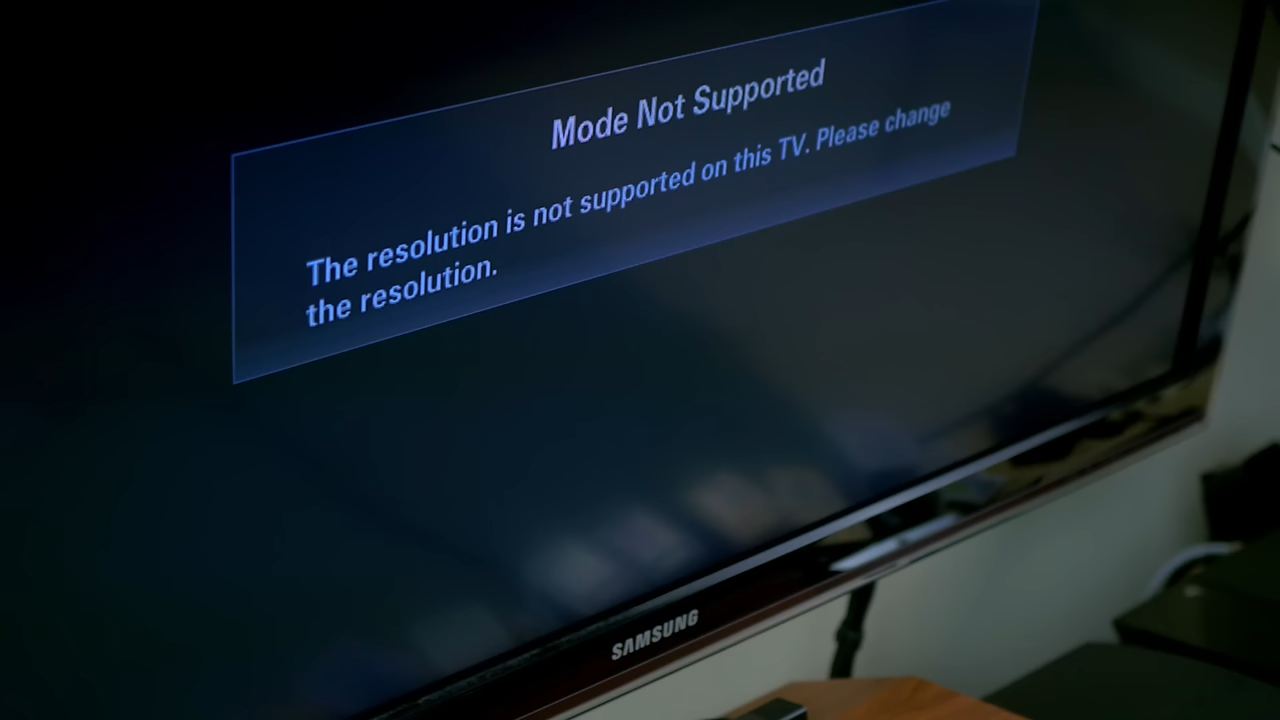 Mode Not Supported
The resolution is not supported on this TV. Please change
the resolution.
SAMSUNG